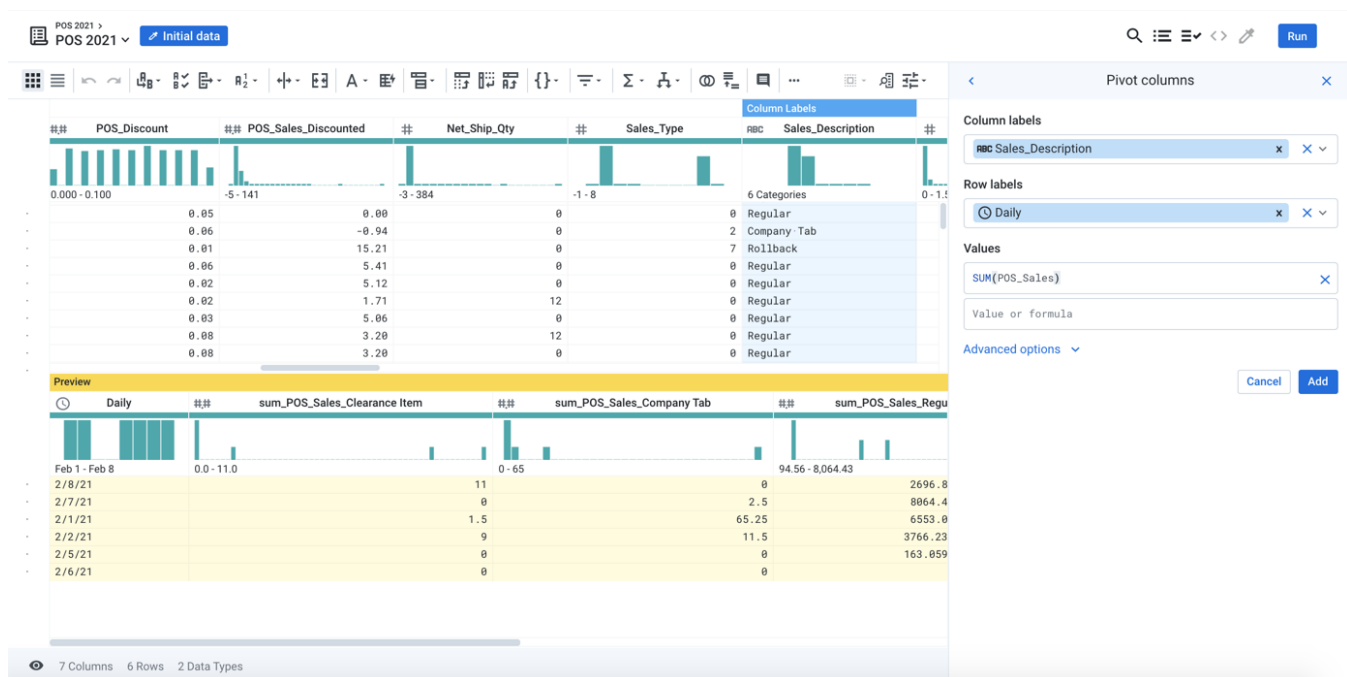 POS 2021 >
POS 2021
Initial data
Run
Pivot columns
Column labels
RBC Sales_Description x
Row labels
Daily x
Values
SUM(POS_Sales)
Value or formula
Advanced options
Cancel
Add
Column Labels
#.# POS_Discount #.# POS_Sales_Discounted # Net_Ship_Qty # Sales_Type ABC Sales_Description #
0.000 - 0.100 -5 - 141 -3 - 384 -1 - 8 6 Categories
0.05 0.00 0 0 Regular
0.06 -0.94 0 2 Company·Tab
0.01 15.21 0 7 Rollback
0.06 5.41 0 0 Regular
0.02 5.12 0 0 Regular
0.02 1.71 12 0 Regular
0.03 5.06 0 0 Regular
0.08 3.20 12 0 Regular
0.08 3.20 0 0 Regular
Preview
Daily #.# sum_POS_Sales_Clearance Item #.# sum_POS_Sales_Company Tab #.# sum_POS_Sales_Regu
Feb 1 - Feb 8 0.0 - 11.0 0 - 65 94.56 - 8,064.43
2/8/21 11 0 2696.8
2/7/21 0 2.5 8064.4
2/1/21 1.5 65.25 6553.0
2/2/21 9 11.5 3766.23
2/5/21 0 0 163.059
2/6/21 0 0
7 Columns 6 Rows 2 Data Types